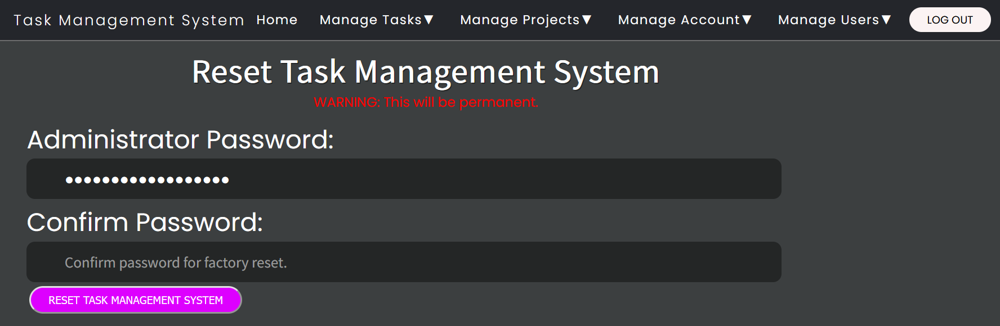 Task Management System Home Manage Tasks▼ Manage Projects▼ Manage Account▼ Manage Users▼ LOG OUT
Reset Task Management System
WARNING: This will be permanent.
Administrator Password:
••••••••••••••••••
Confirm Password:
Confirm password for factory reset.
RESET TASK MANAGEMENT SYSTEM